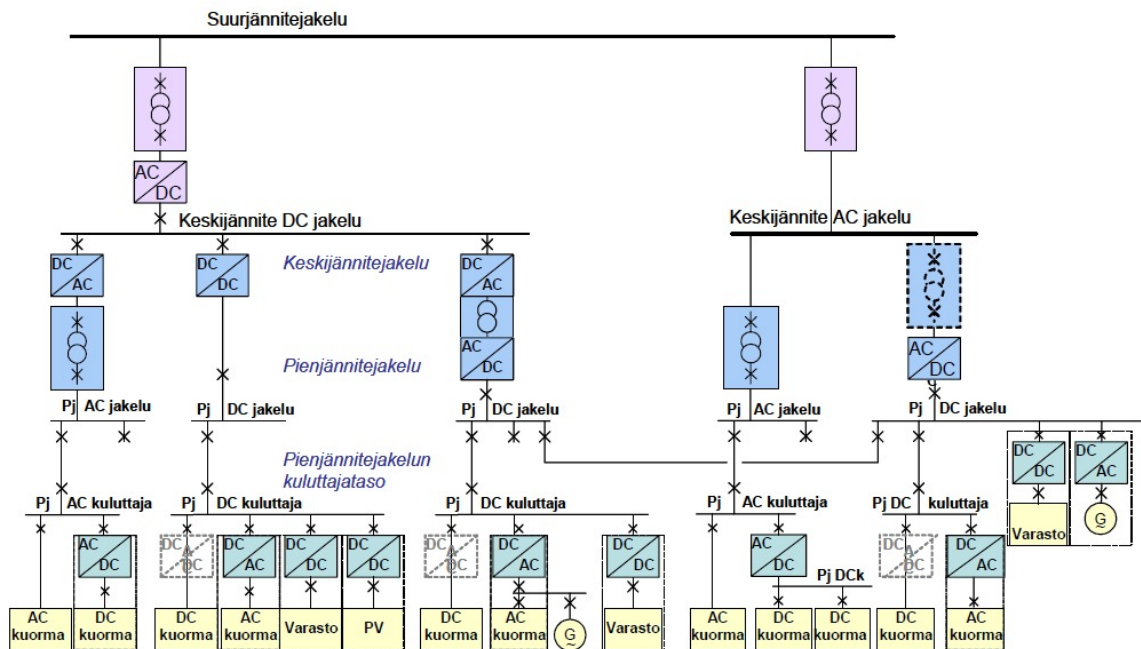 Suurjännitejakelu
AC
DC
Keskijännite DC jakelu
Keskijännite AC jakelu
DC
AC
DC
DC
Keskijännitejakelu
DC
AC
AC
DC
Pienjännitejakelu
AC
DC
Pj AC jakelu
Pj DC jakelu
Pj DC jakelu
Pj AC jakelu
Pj DC jakelu
Pienjännitejakelun
kuluttajataso
DC
DC
DC
AC
Varasto
G
~
Pj AC kuluttaja
Pj DC kuluttaja
Pj DC kuluttaja
Pj AC kuluttaja
Pj DC kuluttaja
AC
DC
DC
DC
DC
AC
DC
DC
DC
DC
DC
DC
DC
AC
DC
DC
AC
DC
DC
DC
DC
AC
Pj DCk
AC
kuorma
DC
kuorma
DC
kuorma
AC
kuorma
Varasto
PV
DC
kuorma
AC
kuorma
G
~
Varasto
AC
kuorma
DC
kuorma
DC
kuorma
DC
kuorma
AC
kuorma